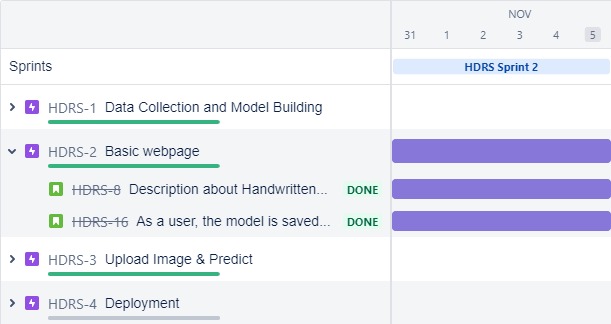 NOV
31 1 2 3 4 5
Sprints HDRS Sprint 2
HDRS-1 Data Collection and Model Building
HDRS-2 Basic webpage
HDRS-8 Description about Handwritten... DONE
HDRS-16 As a user, the model is saved... DONE
HDRS-3 Upload Image & Predict
HDRS-4 Deployment